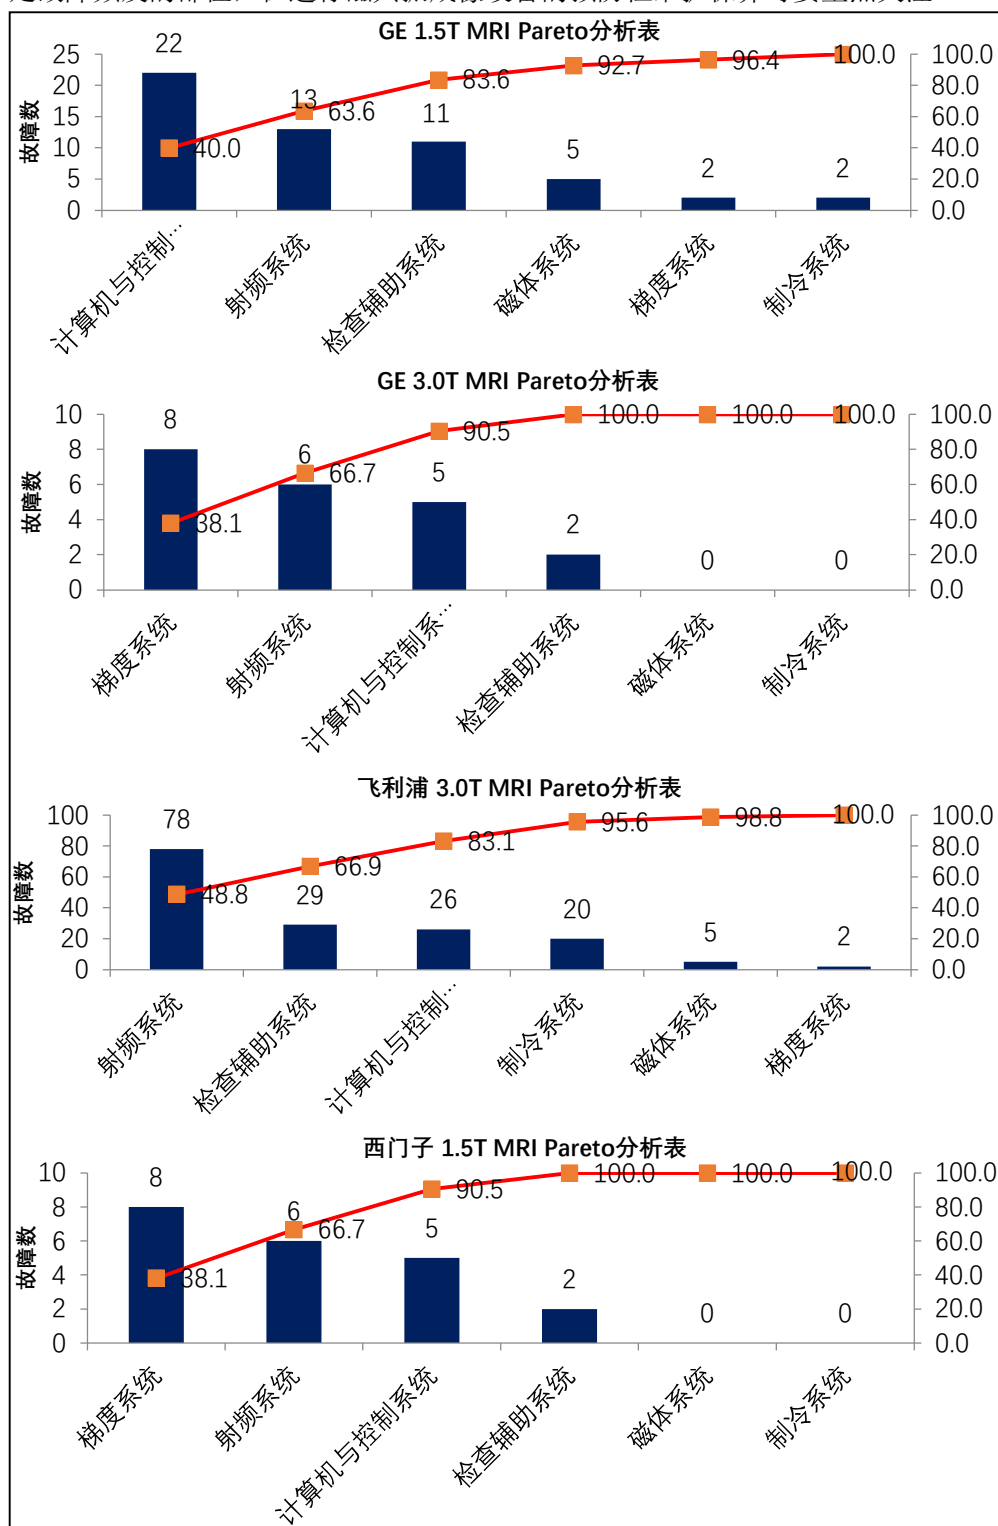 GE 1.5T MRI Pareto分析表
故障数
25 20 15 10 5 0
22 13 11 5 2 2
40.0 63.6 83.6 92.7 96.4 100.0
100.0 80.0 60.0 40.0 20.0 0.0
计算机与控制… 射频系统 检查辅助系统 磁体系统 梯度系统 制冷系统
GE 3.0T MRI Pareto分析表
故障数
10 8 6 4 2 0
8 6 5 2 0 0
38.1 66.7 90.5 100.0 100.0 100.0
100.0 80.0 60.0 40.0 20.0 0.0
梯度系统 射频系统 计算机与控制系… 检查辅助系统 磁体系统 制冷系统
飞利浦 3.0T MRI Pareto分析表
故障数
100 80 60 40 20 0
78 29 26 20 5 2
48.8 66.9 83.1 95.6 98.8 100.0
100.0 80.0 60.0 40.0 20.0 0.0
射频系统 检查辅助系统 计算机与控制… 制冷系统 磁体系统 梯度系统
西门子 1.5T MRI Pareto分析表
故障数
10 8 6 4 2 0
8 6 5 2 0 0
38.1 66.7 90.5 100.0 100.0 100.0
100.0 80.0 60.0 40.0 20.0 0.0
梯度系统 射频系统 计算机与控制系统 检查辅助系统 磁体系统 制冷系统